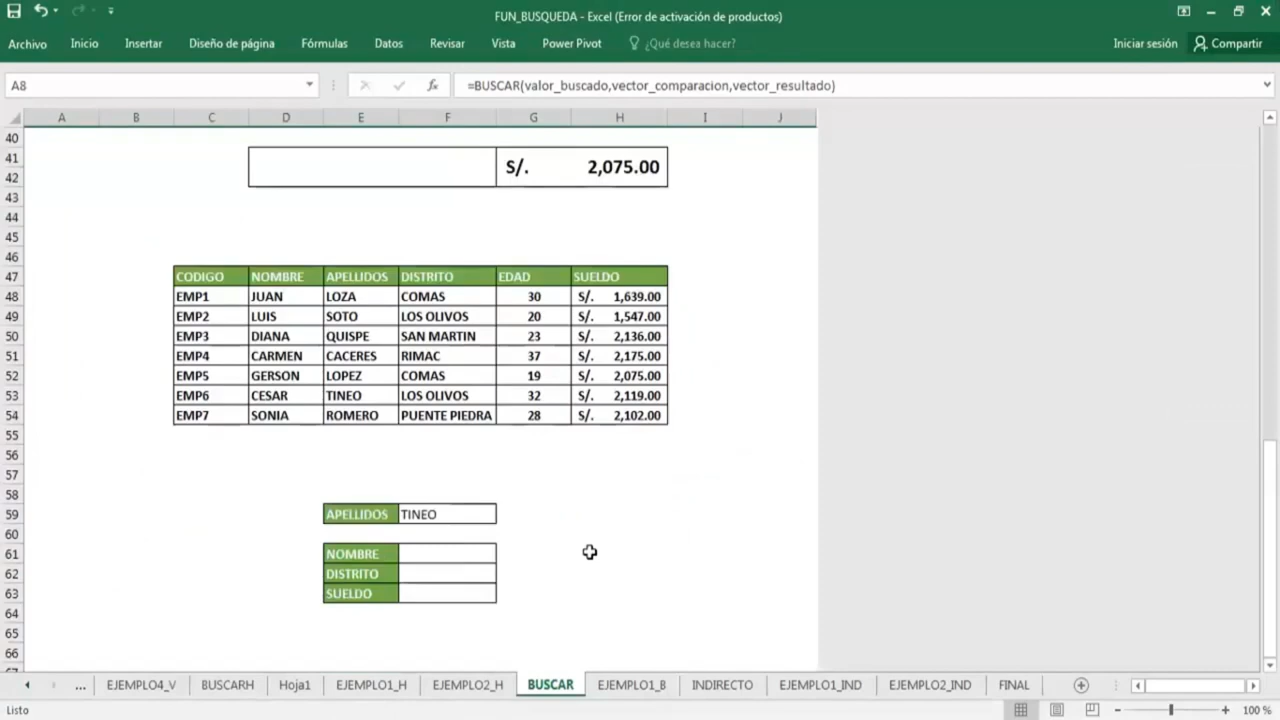 FUN_BUSQUEDA - Excel (Error de activación de productos)
Archivo Inicio Insertar Diseño de página Fórmulas Datos Revisar Vista Power Pivot ¿Qué desea hacer? Iniciar sesión Compartir
A8 fx =BUSCAR(valor_buscado,vector_comparacion,vector_resultado)
A B C D E F G H I J
40
41 S/. 2,075.00
42
43
44
45
46
47 CODIGO NOMBRE APELLIDOS DISTRITO EDAD SUELDO
48 EMP1 JUAN LOZA COMAS 30 S/. 1,639.00
49 EMP2 LUIS SOTO LOS OLIVOS 20 S/. 1,547.00
50 EMP3 DIANA QUISPE SAN MARTIN 23 S/. 2,136.00
51 EMP4 CARMEN CACERES RIMAC 37 S/. 2,175.00
52 EMP5 GERSON LOPEZ COMAS 19 S/. 2,075.00
53 EMP6 CESAR TINEO LOS OLIVOS 32 S/. 2,119.00
54 EMP7 SONIA ROMERO PUENTE PIEDRA 28 S/. 2,102.00
55
56
57
58
59 APELLIDOS TINEO
60
61 NOMBRE
62 DISTRITO
63 SUELDO
64
65
66
... EJEMPLO4_V BUSCARH Hoja1 EJEMPLO1_H EJEMPLO2_H BUSCAR EJEMPLO1_B INDIRECTO EJEMPLO1_IND EJEMPLO2_IND FINAL
Listo 100 %